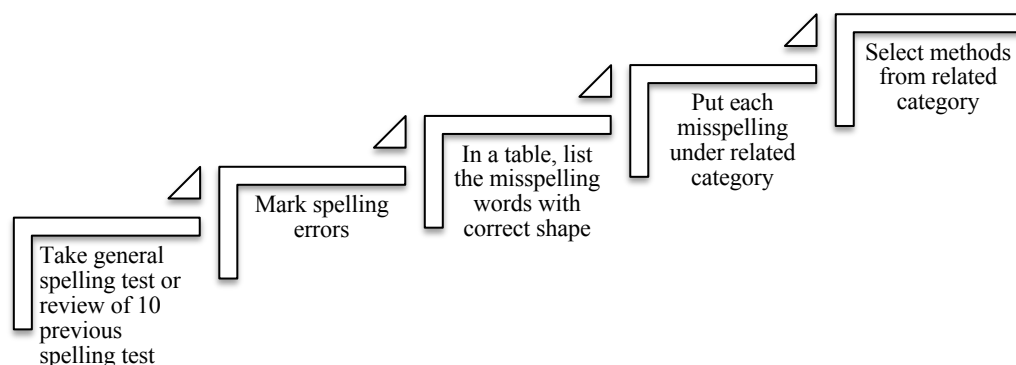 Take general
spelling test or
review of 10
previous
spelling test
Mark spelling
errors
In a table, list
the misspelling
words with
correct shape
Put each
misspelling
under related
category
Select methods
from related
category